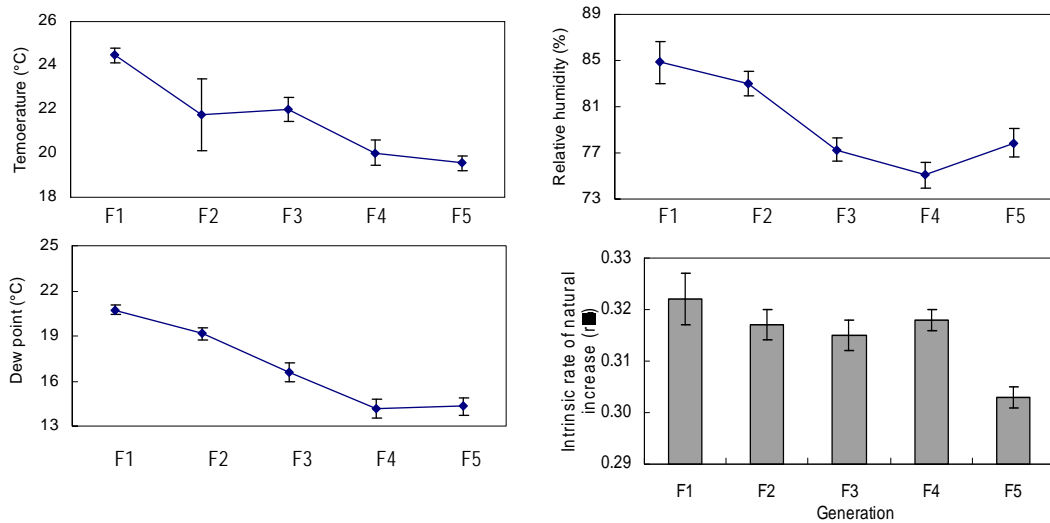 Temoerature (°C)
26
24
22
20
18
F1 F2 F3 F4 F5
Relative humidity (%)
89
85
81
77
73
F1 F2 F3 F4 F5
Dew point (°C)
25
22
19
16
13
F1 F2 F3 F4 F5
Intrinsic rate of natural
increase (r
0.33
0.32
0.31
0.30
0.29
F1 F2 F3 F4 F5
Generation